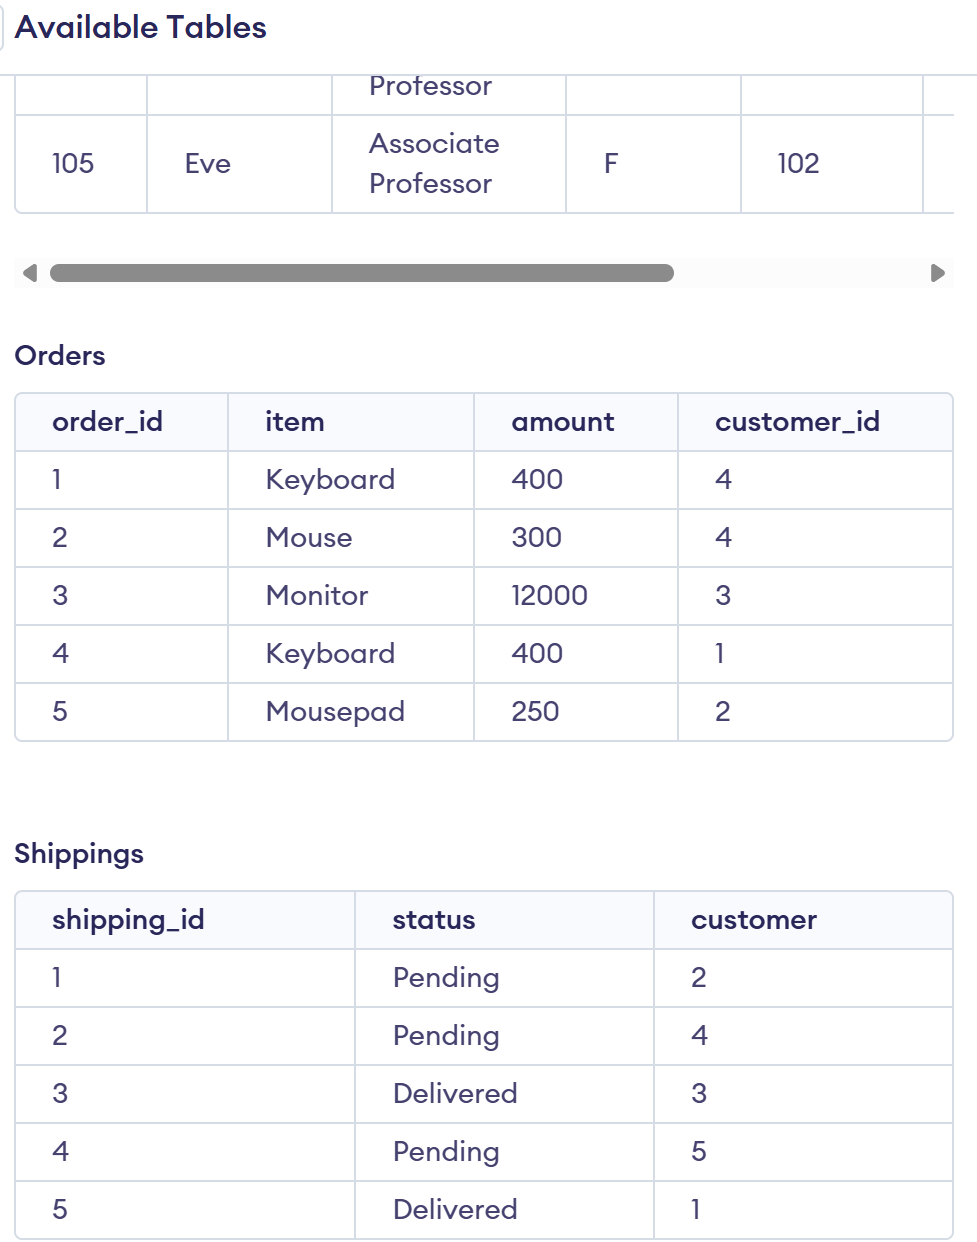 Available Tables
Professor
105 Eve Associate Professor F 102
Orders
order_id item amount customer_id
1 Keyboard 400 4
2 Mouse 300 4
3 Monitor 12000 3
4 Keyboard 400 1
5 Mousepad 250 2
Shippings
shipping_id status customer
1 Pending 2
2 Pending 4
3 Delivered 3
4 Pending 5
5 Delivered 1